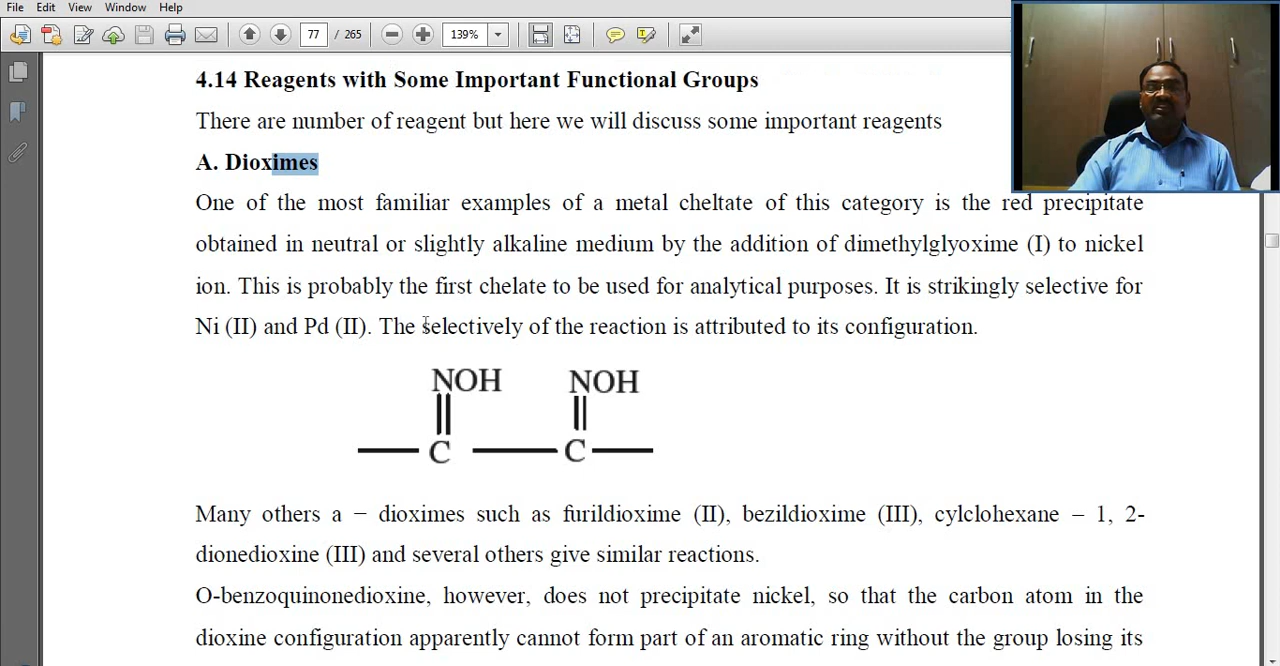 File Edit View Window Help
77 / 265 139%
4.14 Reagents with Some Important Functional Groups
There are number of reagent but here we will discuss some important reagents
A. Dioximes
One of the most familiar examples of a metal cheltate of this category is the red precipitate
obtained in neutral or slightly alkaline medium by the addition of dimethylglyoxime (I) to nickel
ion. This is probably the first chelate to be used for analytical purposes. It is strikingly selective for
Ni (II) and Pd (II). The selectively of the reaction is attributed to its configuration.
NOH NOH
C C
Many others a − dioximes such as furildioxime (II), bezildioxime (III), cylclohexane – 1, 2-
dionedioxine (III) and several others give similar reactions.
O-benzoquinonedioxine, however, does not precipitate nickel, so that the carbon atom in the
dioxine configuration apparently cannot form part of an aromatic ring without the group losing its